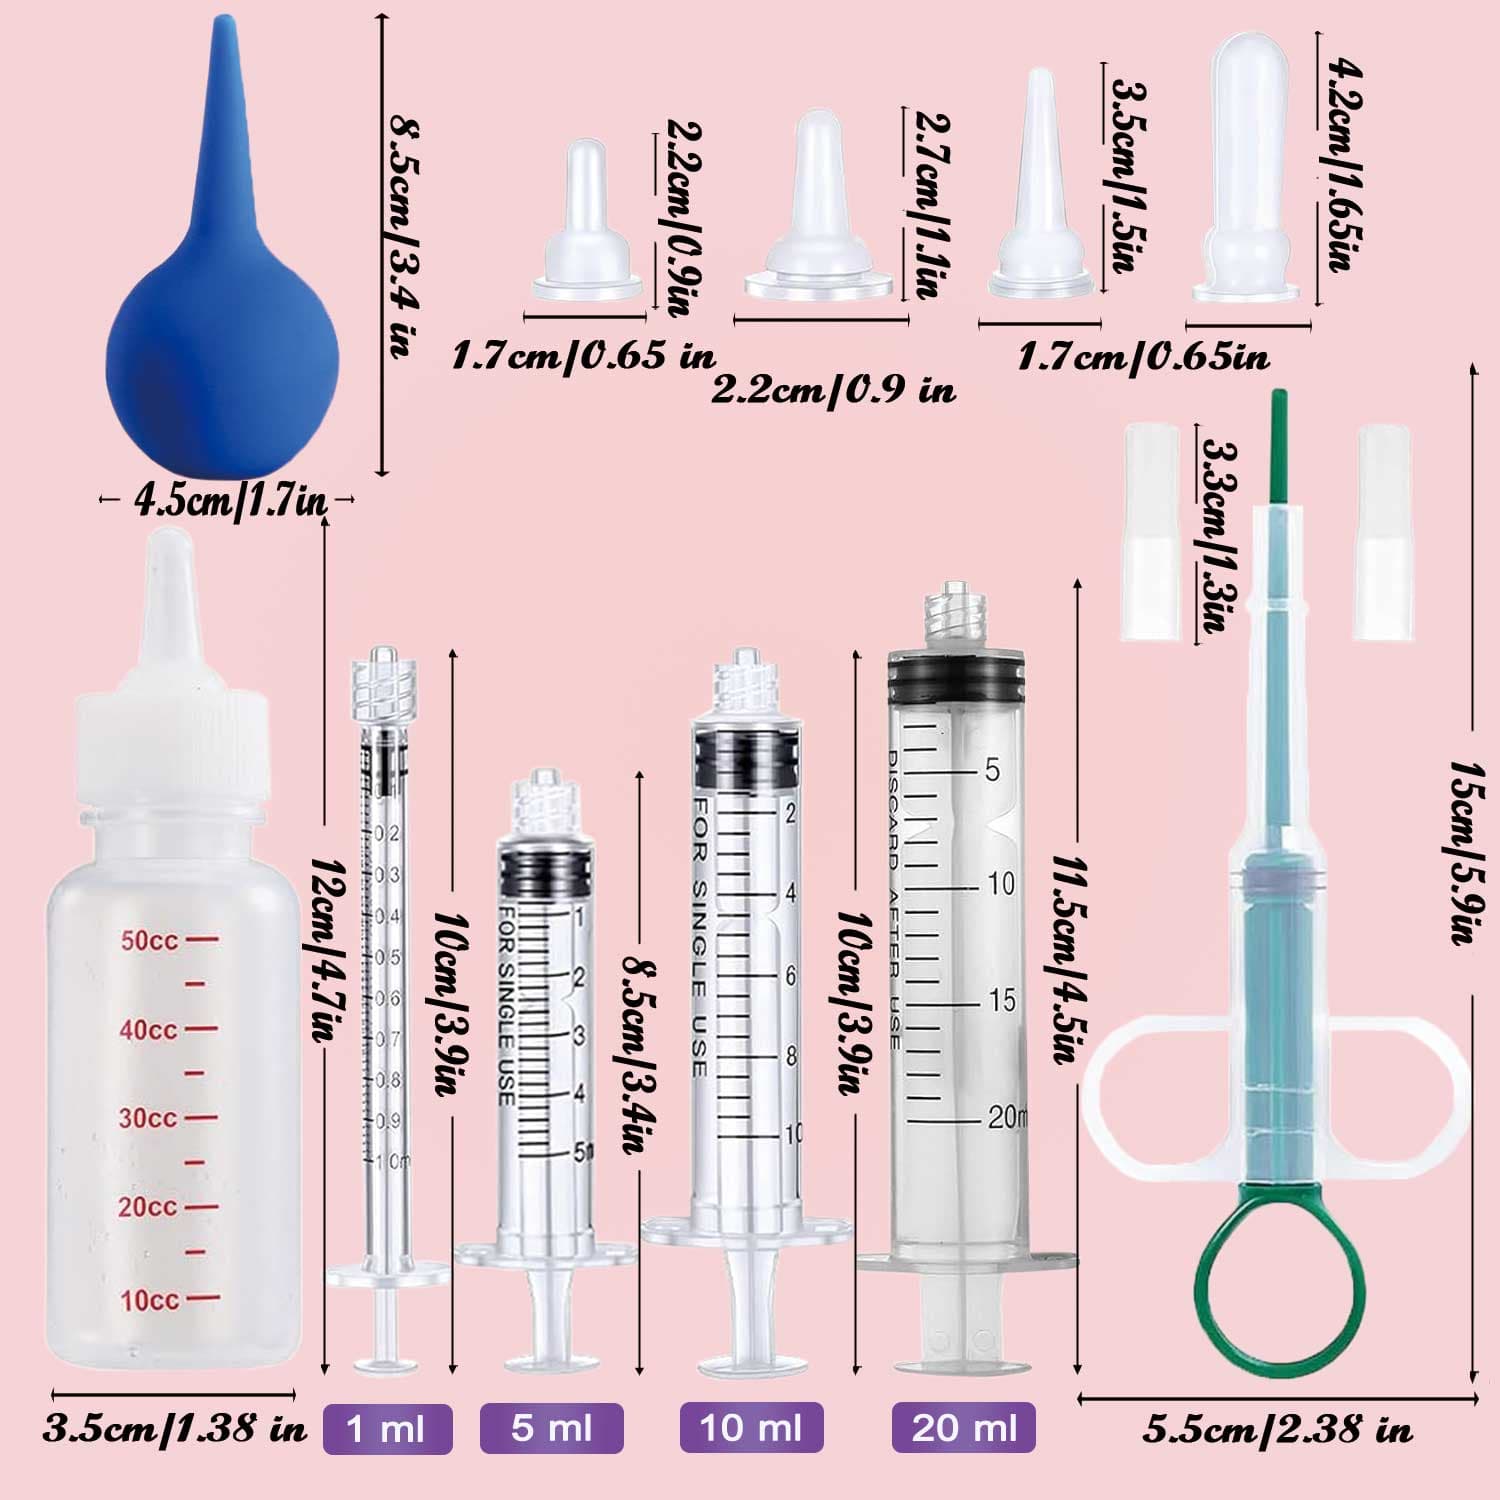 8.5cm/3.4 in
4.5cm/1.7in
2.2cm/0.9in
1.7cm/0.65 in
2.7cm/1.1in
2.2cm/0.9 in
3.5cm/1.5in
4.2cm/1.65in
1.7cm/0.65in
3.3cm/1.3in
15cm/5.9in
5.5cm/2.38 in
50cc
40cc
30cc
20cc
10cc
12cm/4.7in
3.5cm/1.38 in
0.2
0.3
0.4
0.5
0.6
0.7
0.8
0.9
10cm/3.9in
1 ml
FOR SINGLE USE
1
2
3
4
5m
8.5cm/3.4in
5 ml
FOR SINGLE USE
2
4
6
8
10
10cm/3.9in
10 ml
DISCARD AFTER USE
5
10
15
20m
11.5cm/4.5in
20 ml